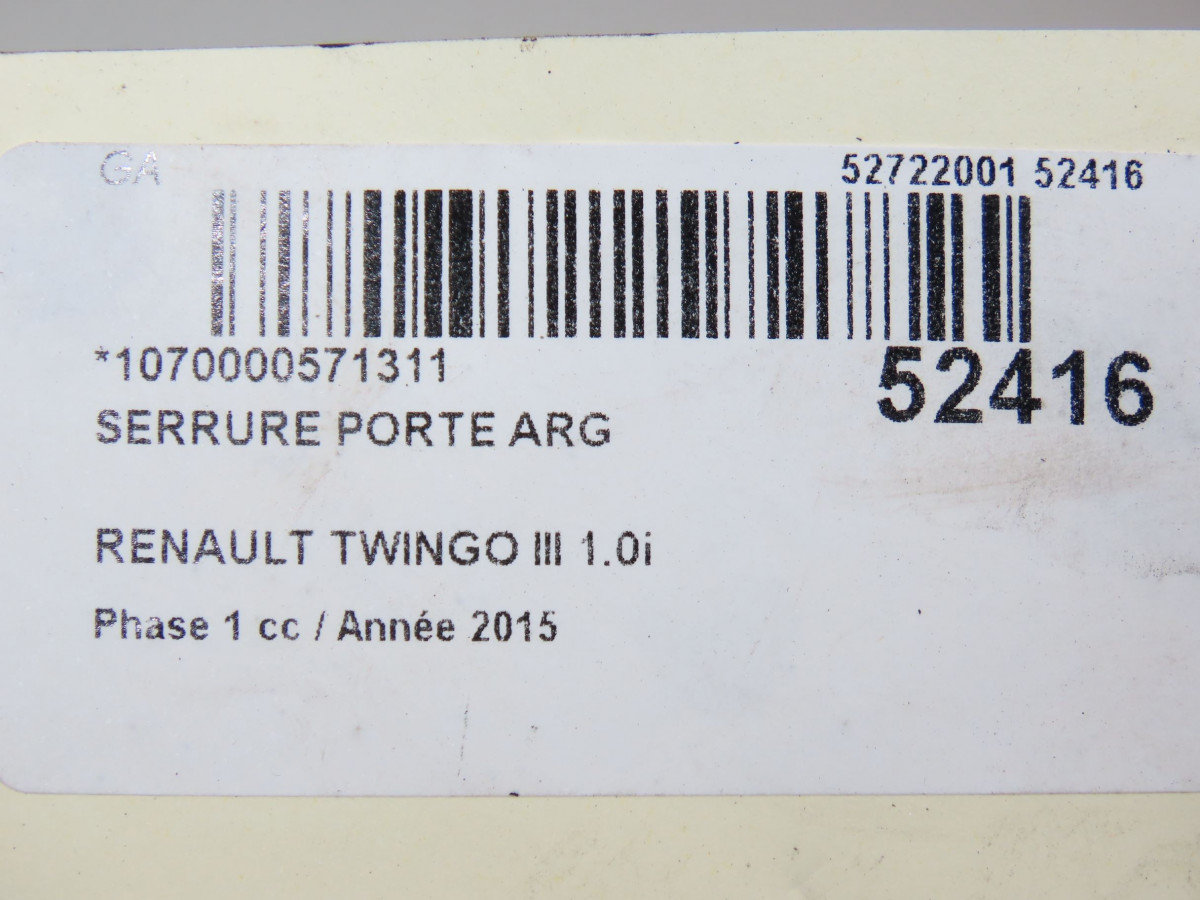 GA
52722001 52416
*1070000571311
52416
SERRURE PORTE ARG
RENAULT TWINGO III 1.0i
Phase 1 cc / Année 2015